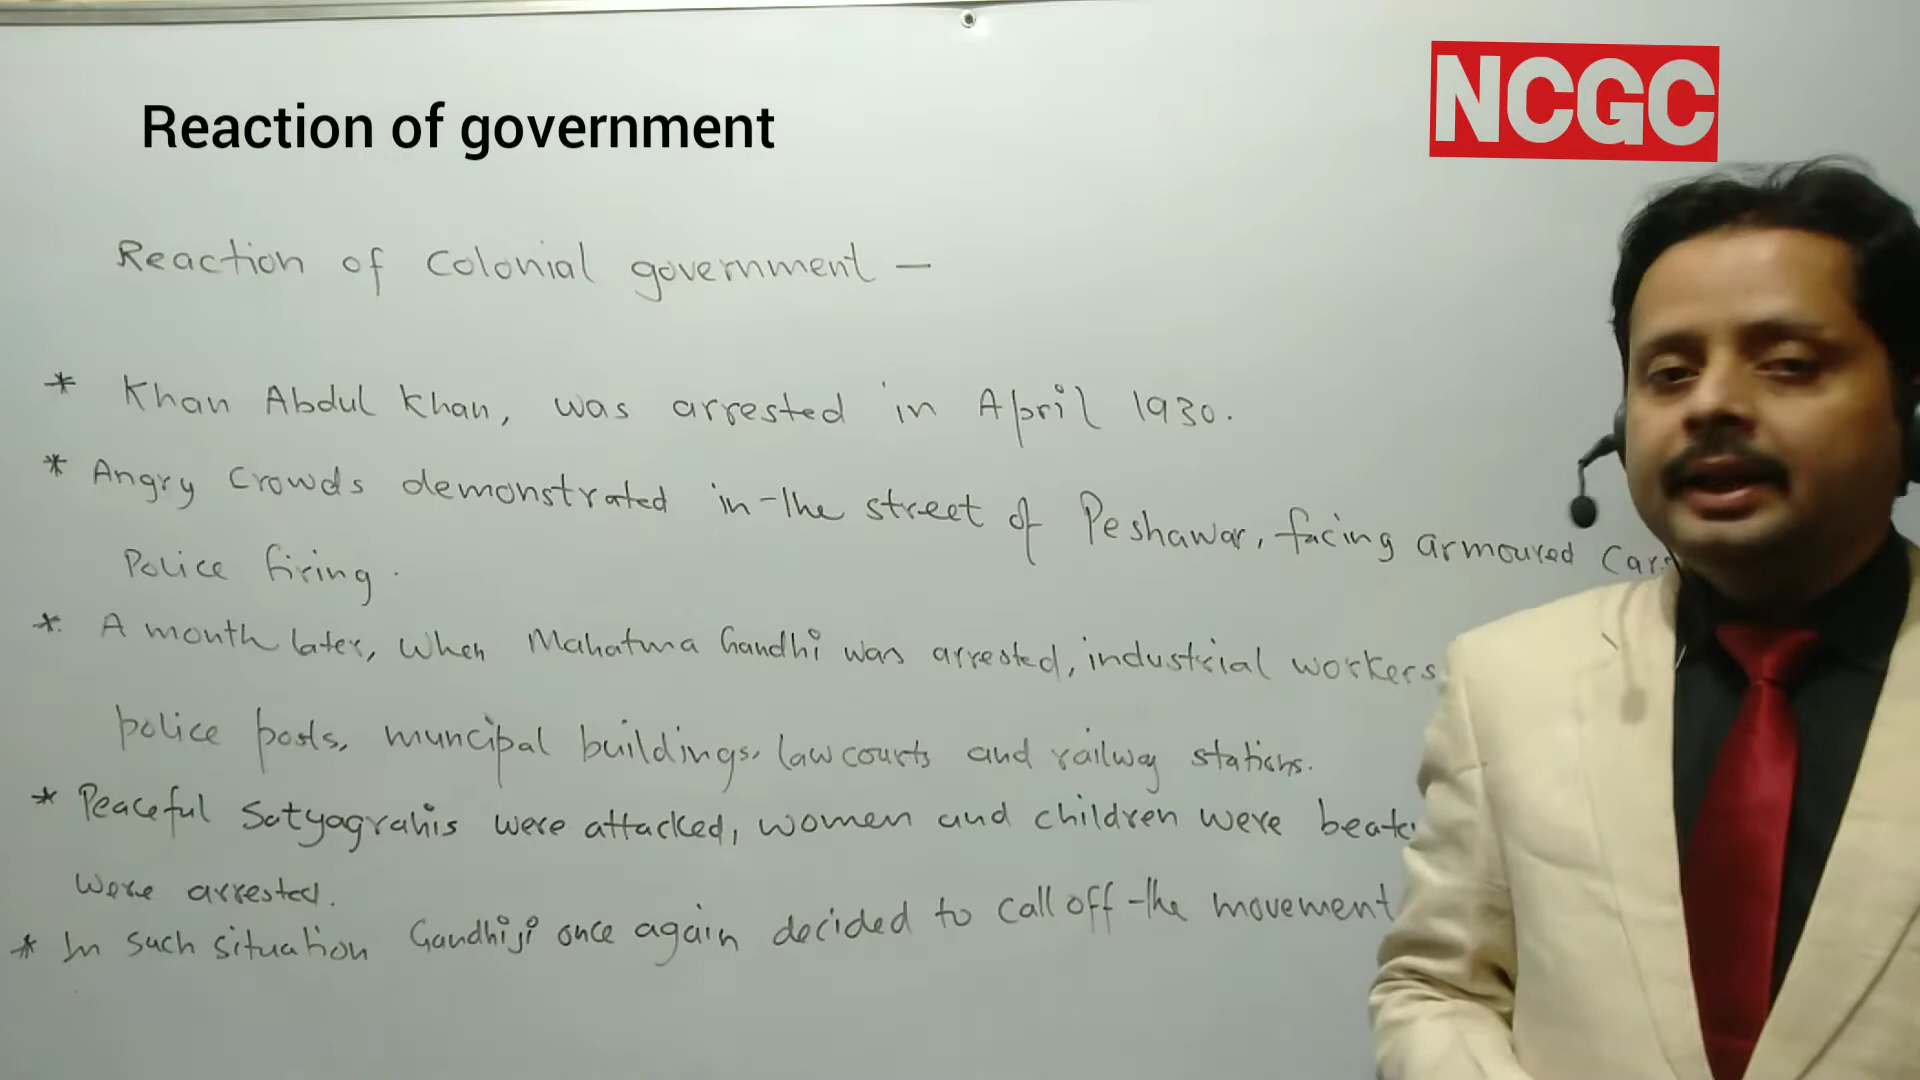 NCGC
Reaction of government
Reaction of Colonial government —
* Khan Abdul Khan, was arrested in April 1930.
* Angry Crowds demonstrated in the street of Peshawar, facing armoured Car
Police firing.
* A month later, When Mahatma Gandhi was arrested, industrial workers
police posts, muncipal buildings, lawcourts and railway stations.
* Peaceful Satyagrahis were attacked, women and children were
were arrested.
* In such situation Gandhiji once again decided to call off the movement